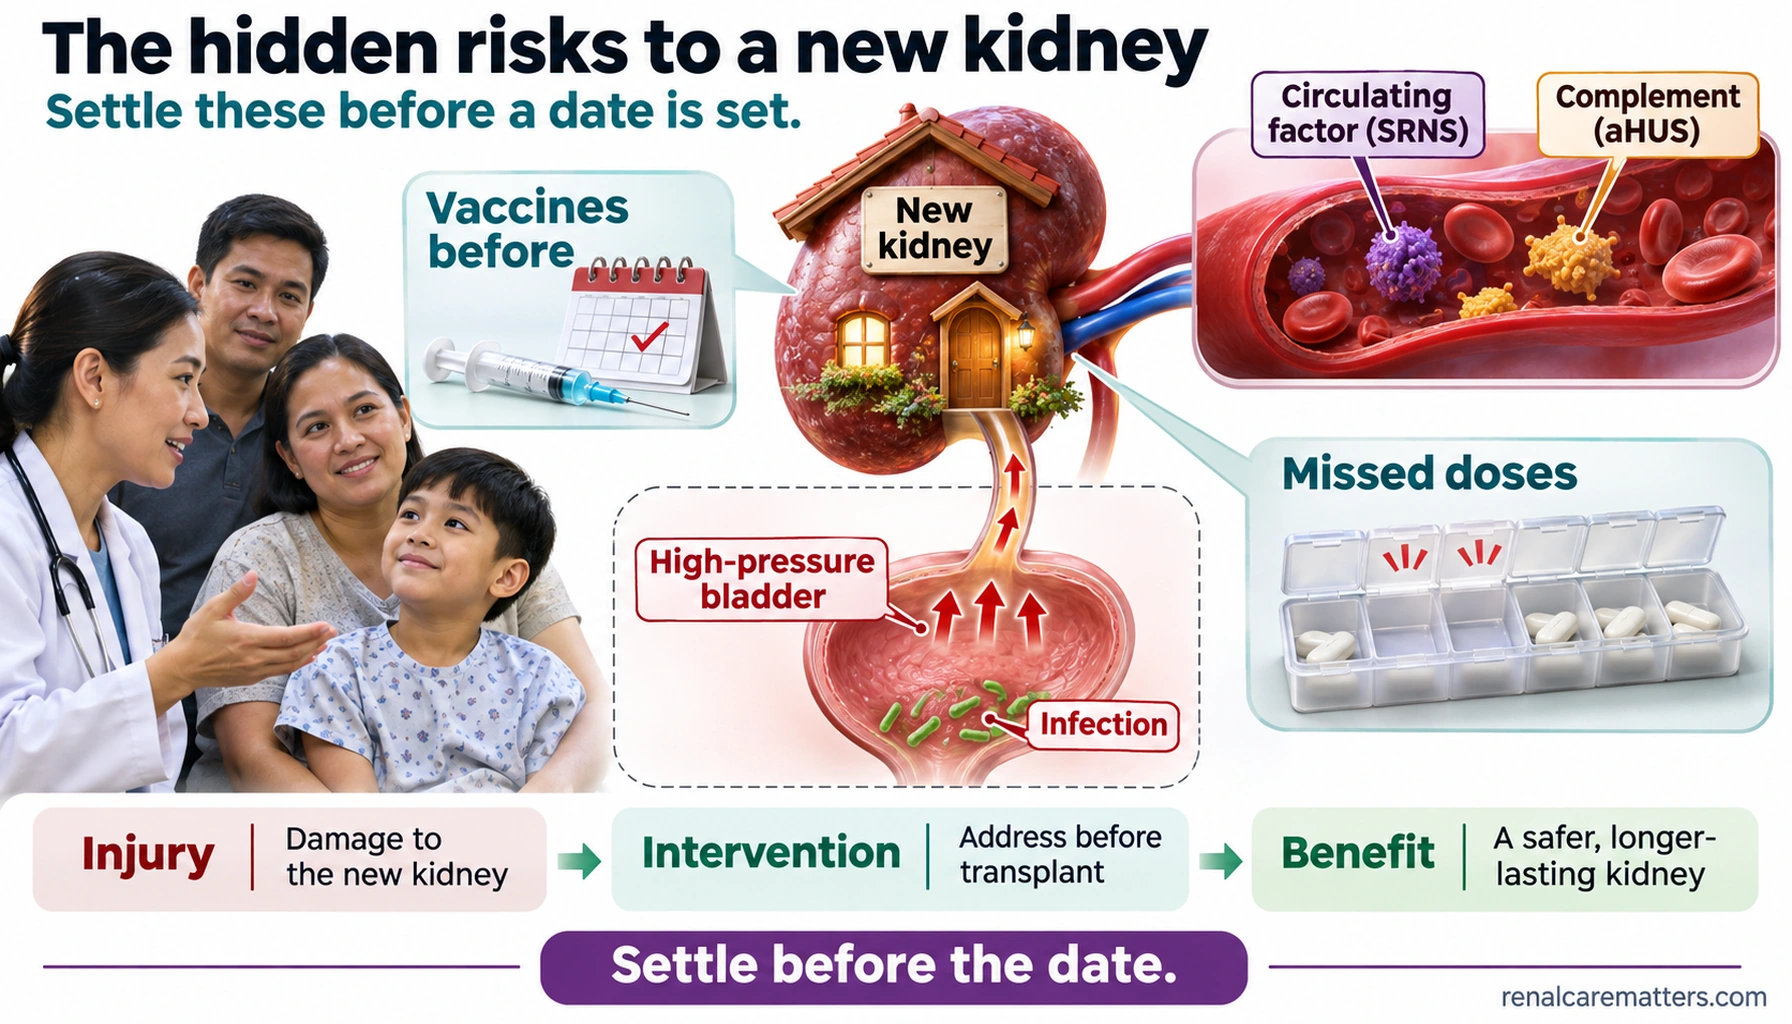 The hidden risks to a new kidney
Settle these before a date is set.
Vaccines
before
New
kidney
Circulating
factor (SRNS)
Complement
(aHUS)
Missed doses
High-pressure
bladder
Infection
Injury
Damage to
the new kidney
Intervention
Address before
transplant
Benefit
A safer, longer-
lasting kidney
Settle before the date.
renalcarematters.com